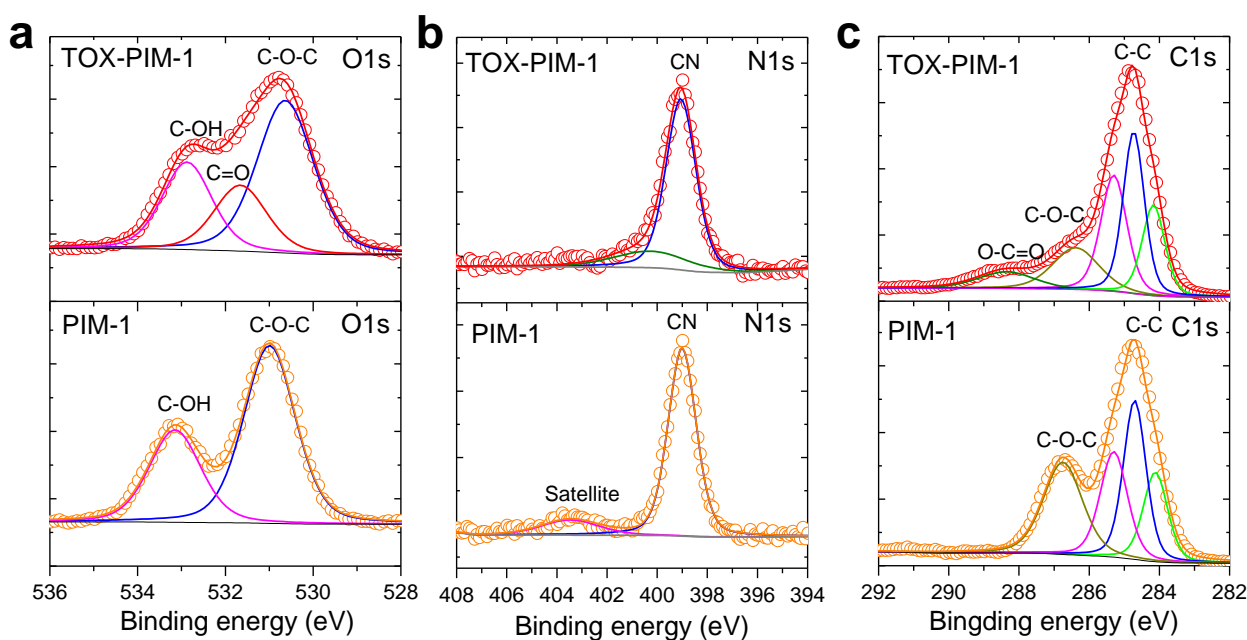 a
TOX-PIM-1
C-O-C
O1s
C-OH
C=O
PIM-1
C-O-C
O1s
C-OH
536 534 532 530 528
Binding energy (eV)
b
TOX-PIM-1
CN
N1s
PIM-1
CN
N1s
Satellite
408 406 404 402 400 398 396 394
Binding energy (eV)
c
TOX-PIM-1
C-C
C1s
C-O-C
O-C=O
PIM-1
C-C
C1s
C-O-C
292 290 288 286 284 282
Bingding energy (eV)